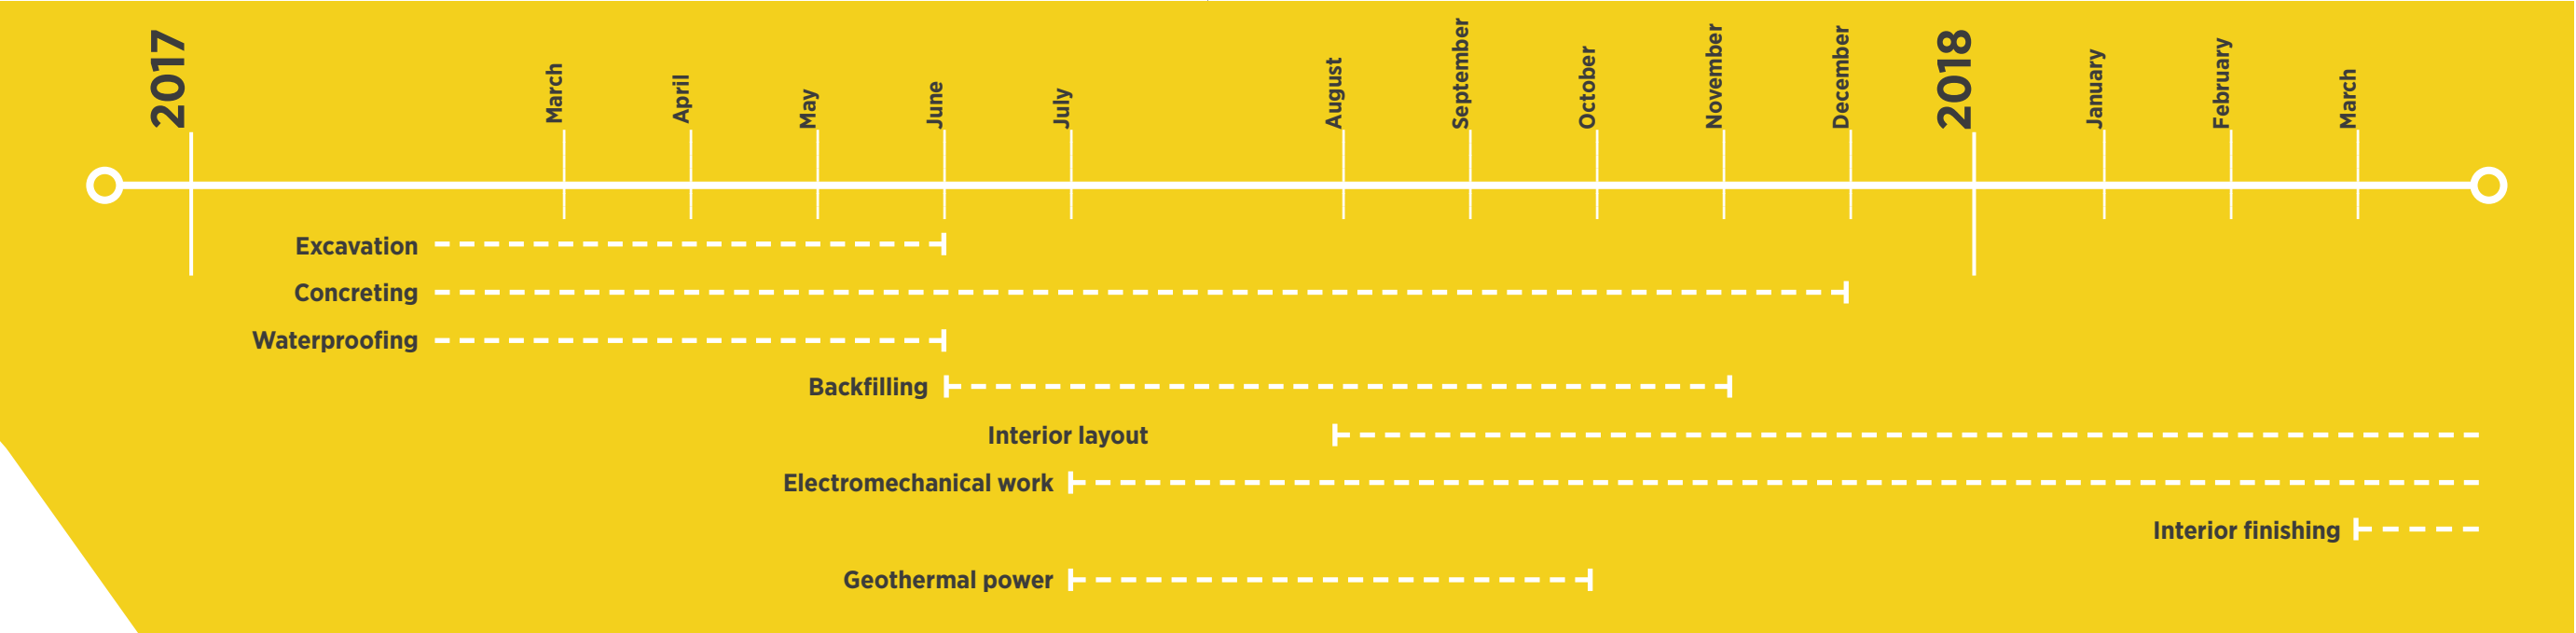 2017
March
April
May
June
July
August
September
October
November
December
2018
January
February
March
Excavation
Concreting
Waterproofing
Backfilling
Interior layout
Electromechanical work
Interior finishing
Geothermal power